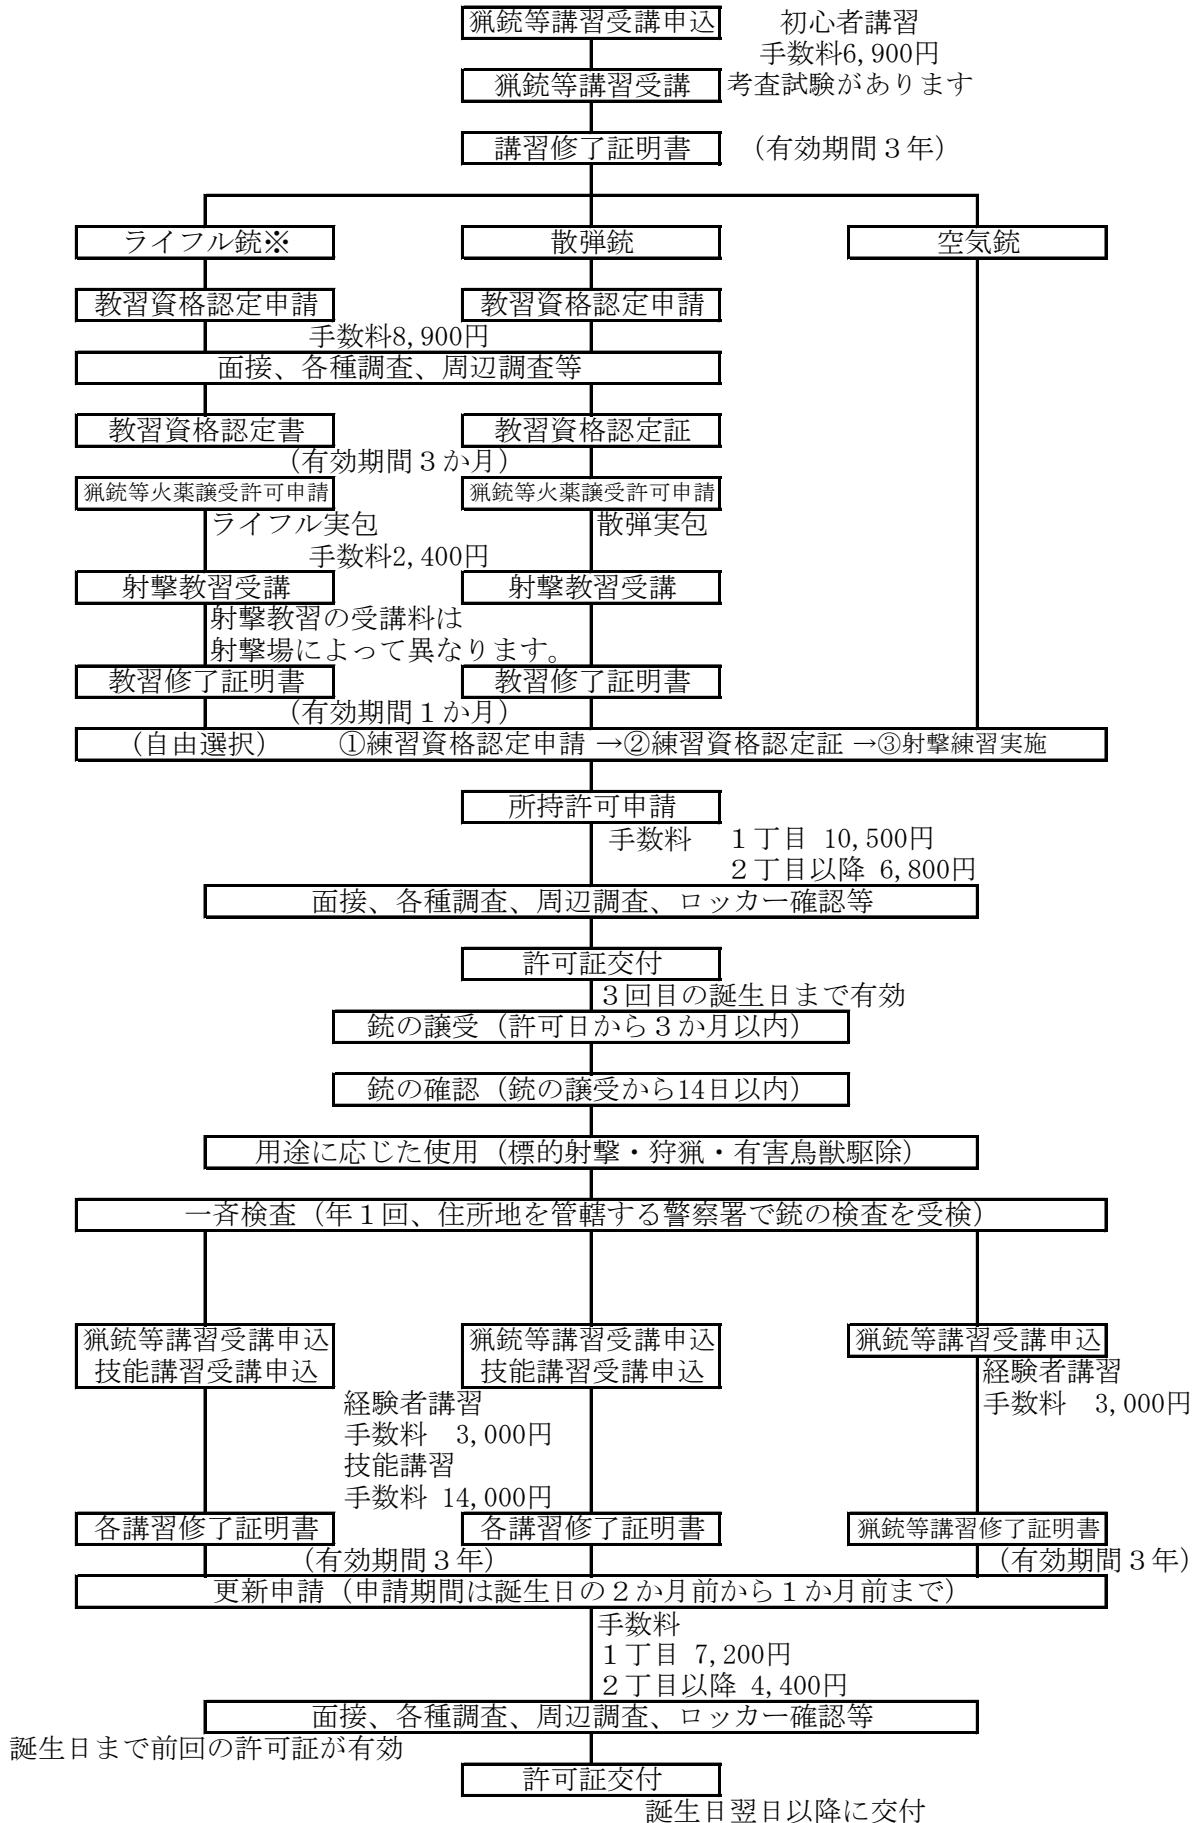 猟銃等講習受講申込
初心者講習
手数料6,900円
猟銃等講習受講
考査試験があります
講習修了証明書
（有効期間３年）
ライフル銃※
散弾銃
空気銃
教習資格認定申請
教習資格認定申請
手数料8,900円
面接、各種調査、周辺調査等
教習資格認定書
教習資格認定証
（有効期間３か月）
猟銃等火薬譲受許可申請
猟銃等火薬譲受許可申請
ライフル実包
散弾実包
手数料2,400円
射撃教習受講
射撃教習受講
射撃教習の受講料は
射撃場によって異なります。
教習修了証明書
教習修了証明書
（有効期間１か月）
（自由選択）　　①練習資格認定申請 →②練習資格認定証 →③射撃練習実施
所持許可申請
手数料　１丁目 10,500円
２丁目以降 6,800円
面接、各種調査、周辺調査、ロッカー確認等
許可証交付
３回目の誕生日まで有効
銃の譲受（許可日から３か月以内）
銃の確認（銃の譲受から14日以内）
用途に応じた使用（標的射撃・狩猟・有害鳥獣駆除）
一斉検査（年１回、住所地を管轄する警察署で銃の検査を受検）
猟銃等講習受講申込
技能講習受講申込
猟銃等講習受講申込
技能講習受講申込
猟銃等講習受講申込
経験者講習
手数料　3,000円
経験者講習
手数料　3,000円
技能講習
手数料 14,000円
各講習修了証明書
各講習修了証明書
猟銃等講習修了証明書
（有効期間３年）
（有効期間３年）
更新申請（申請期間は誕生日の２か月前から１か月前まで）
手数料
１丁目 7,200円
２丁目以降 4,400円
面接、各種調査、周辺調査、ロッカー確認等
誕生日まで前回の許可証が有効
許可証交付
誕生日翌日以降に交付